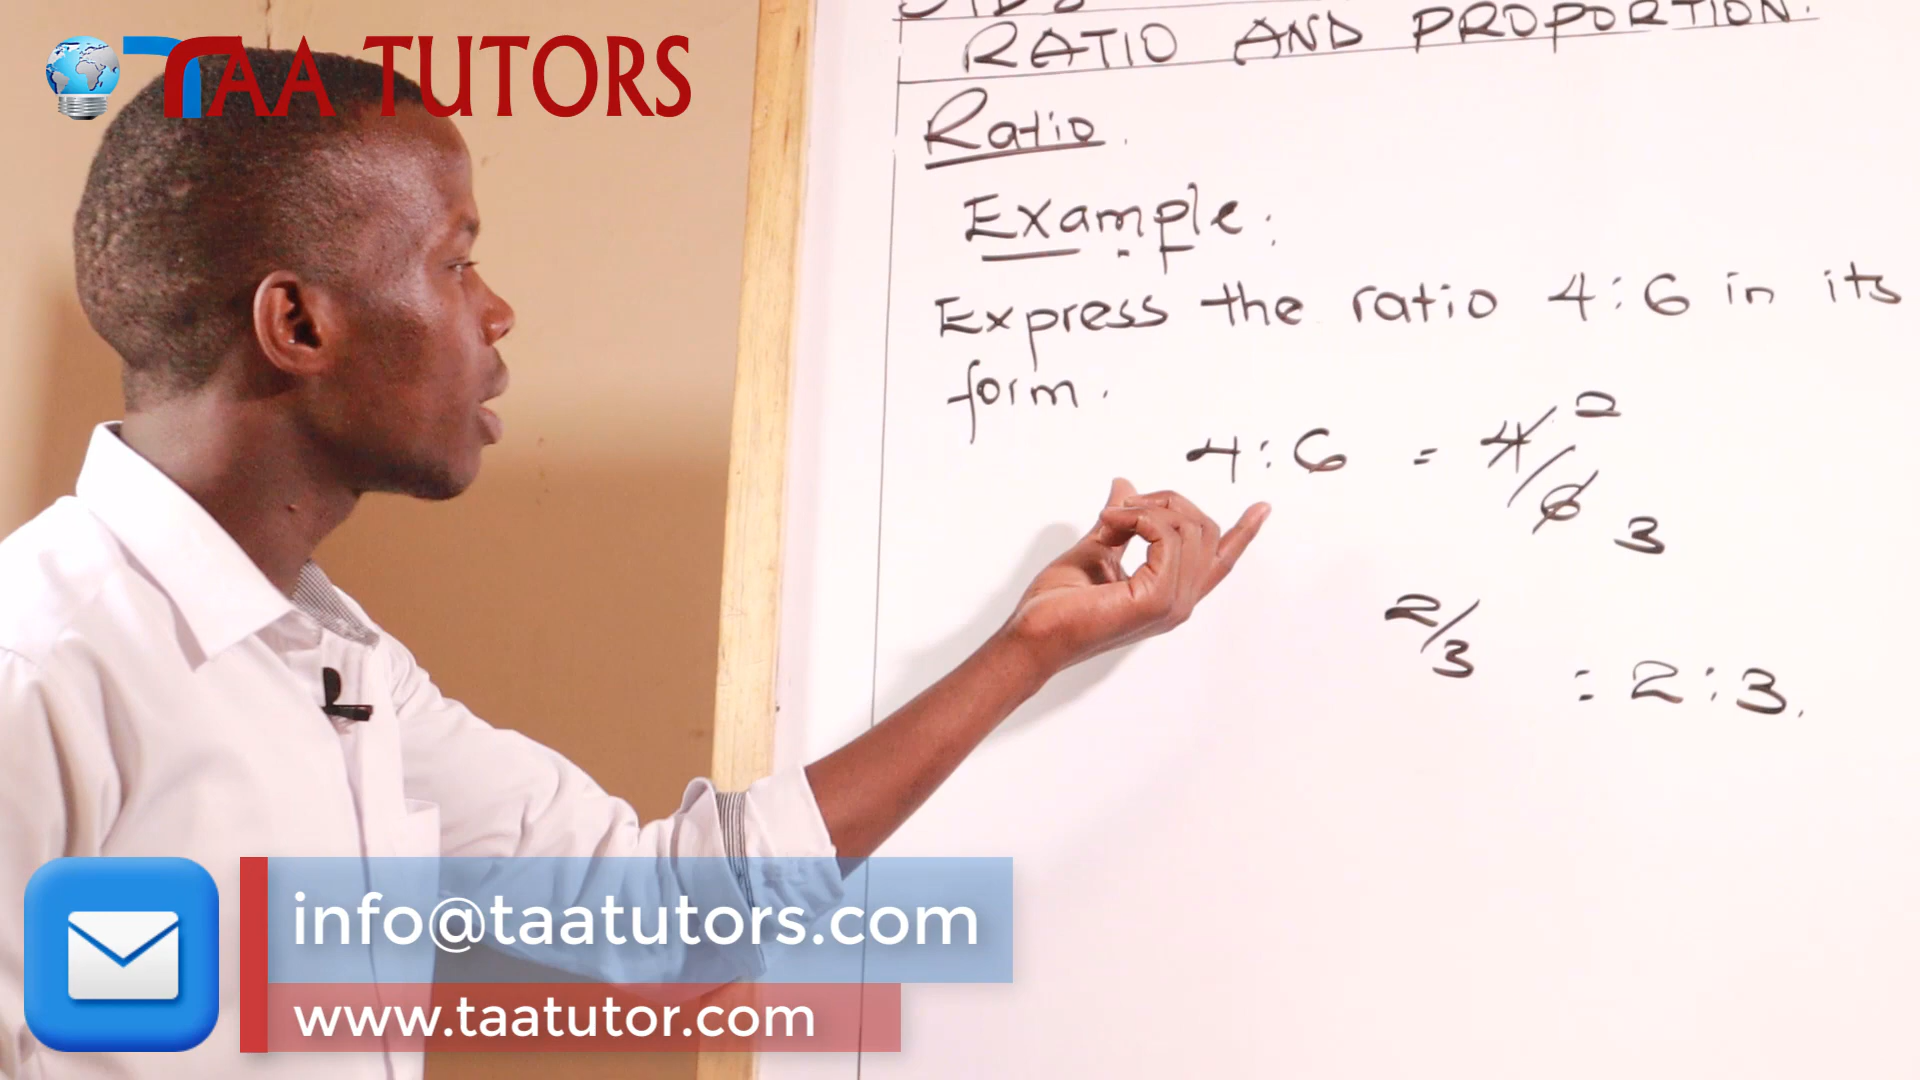 TAA TUTORS
RATIO AND PROPORTION.
Ratio.
Example:
Express the ratio 4:6 in its
form.
4:6 = 4/6 2 3
2/3 = 2:3.
info@taatutors.com
www.taatutor.com